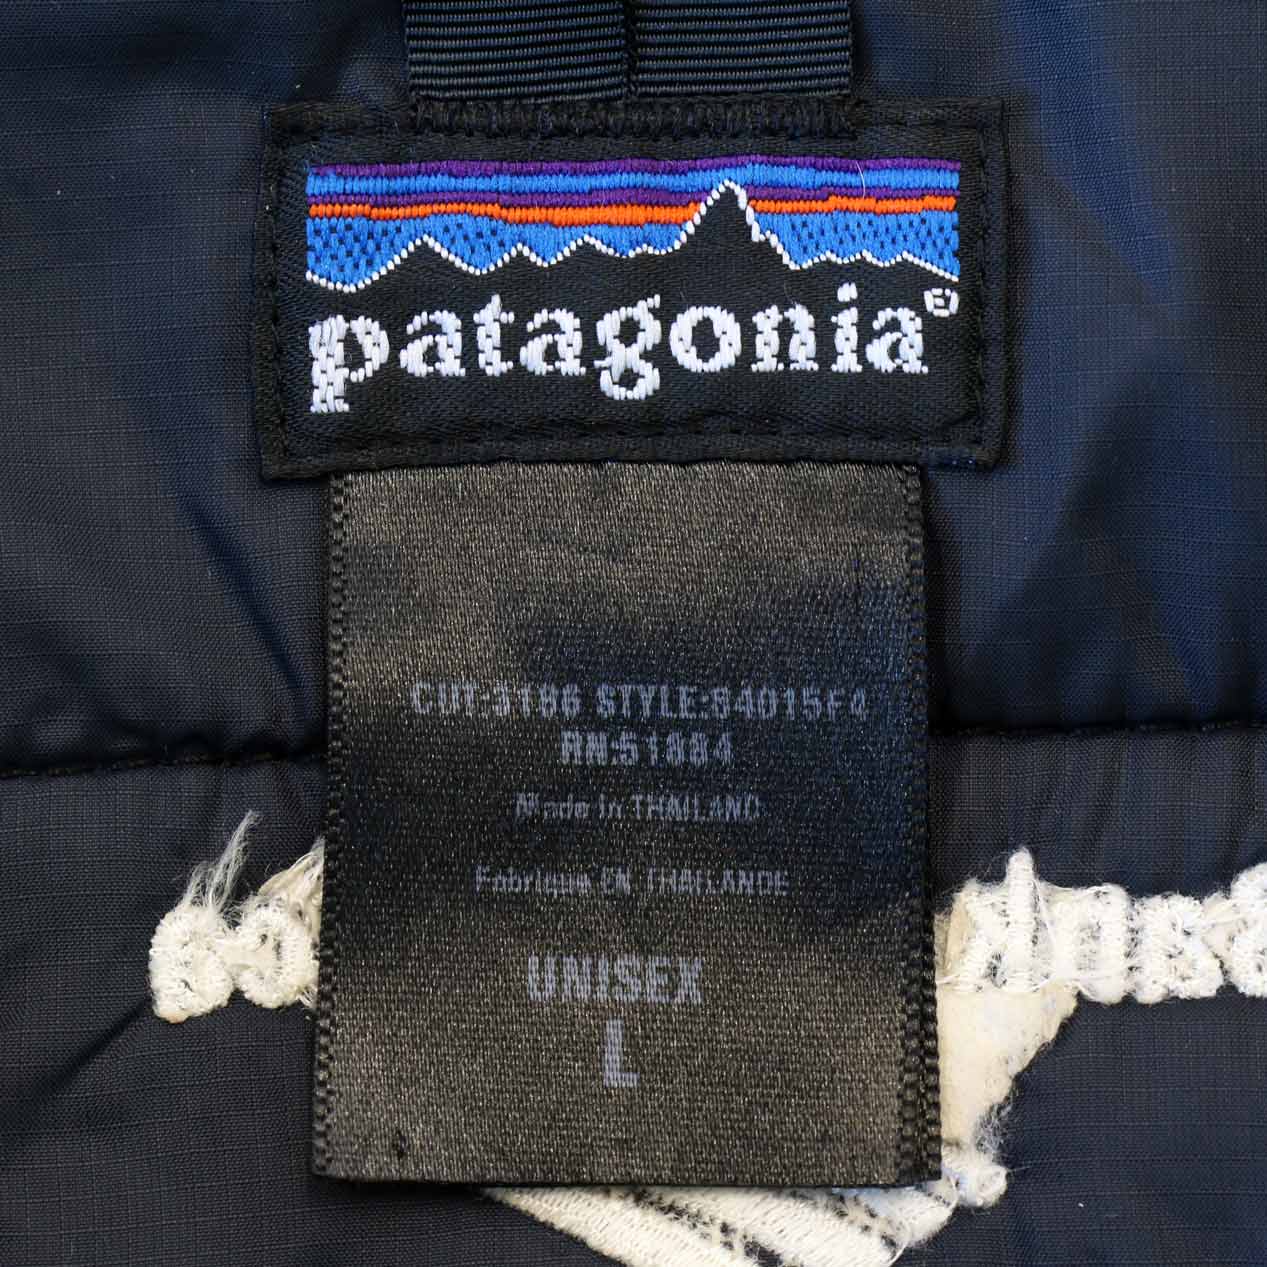 patagonia®
CUT:3186 STYLE:84015F4
RN:51884
Made in THAILAND
Fabrique EN THAILANDE
UNISEX
L